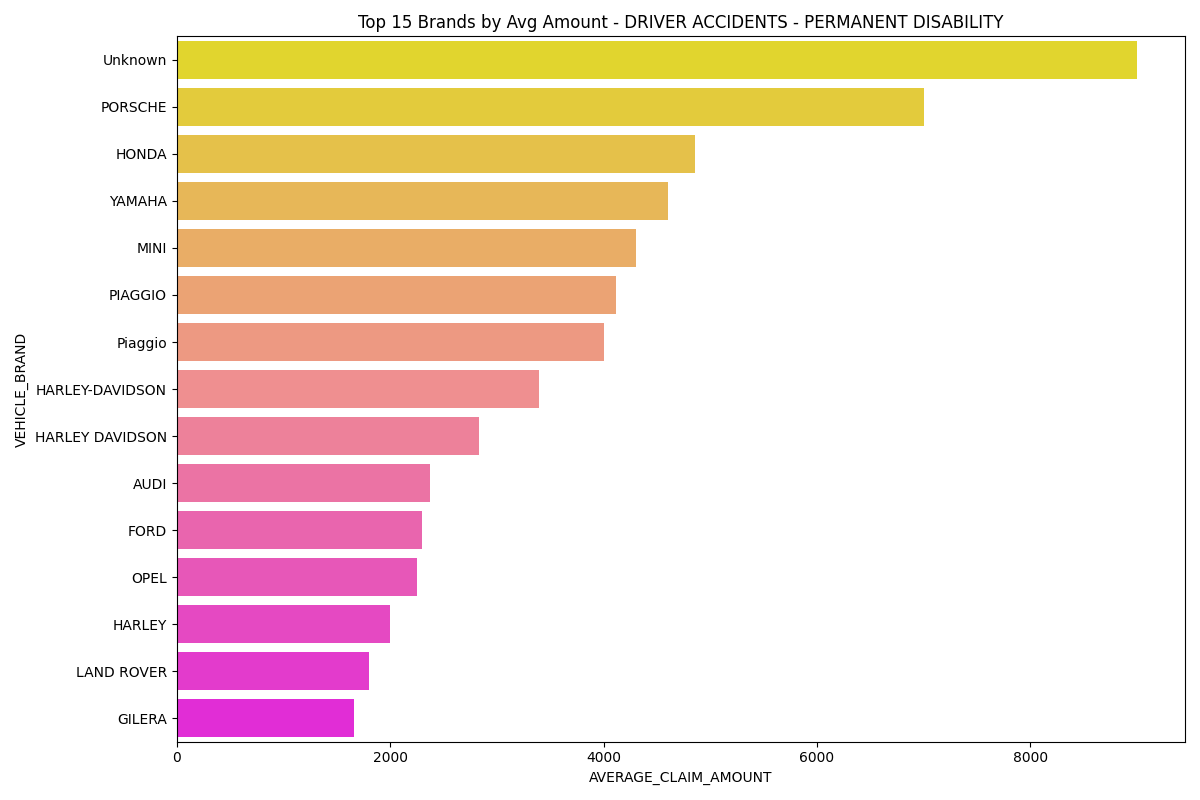 Top 15 Brands by Avg Amount - DRIVER ACCIDENTS - PERMANENT DISABILITY
VEHICLE_BRAND
Unknown
PORSCHE
HONDA
YAMAHA
MINI
PIAGGIO
Piaggio
HARLEY-DAVIDSON
HARLEY DAVIDSON
AUDI
FORD
OPEL
HARLEY
LAND ROVER
GILERA
0 2000 4000 6000 8000
AVERAGE_CLAIM_AMOUNT